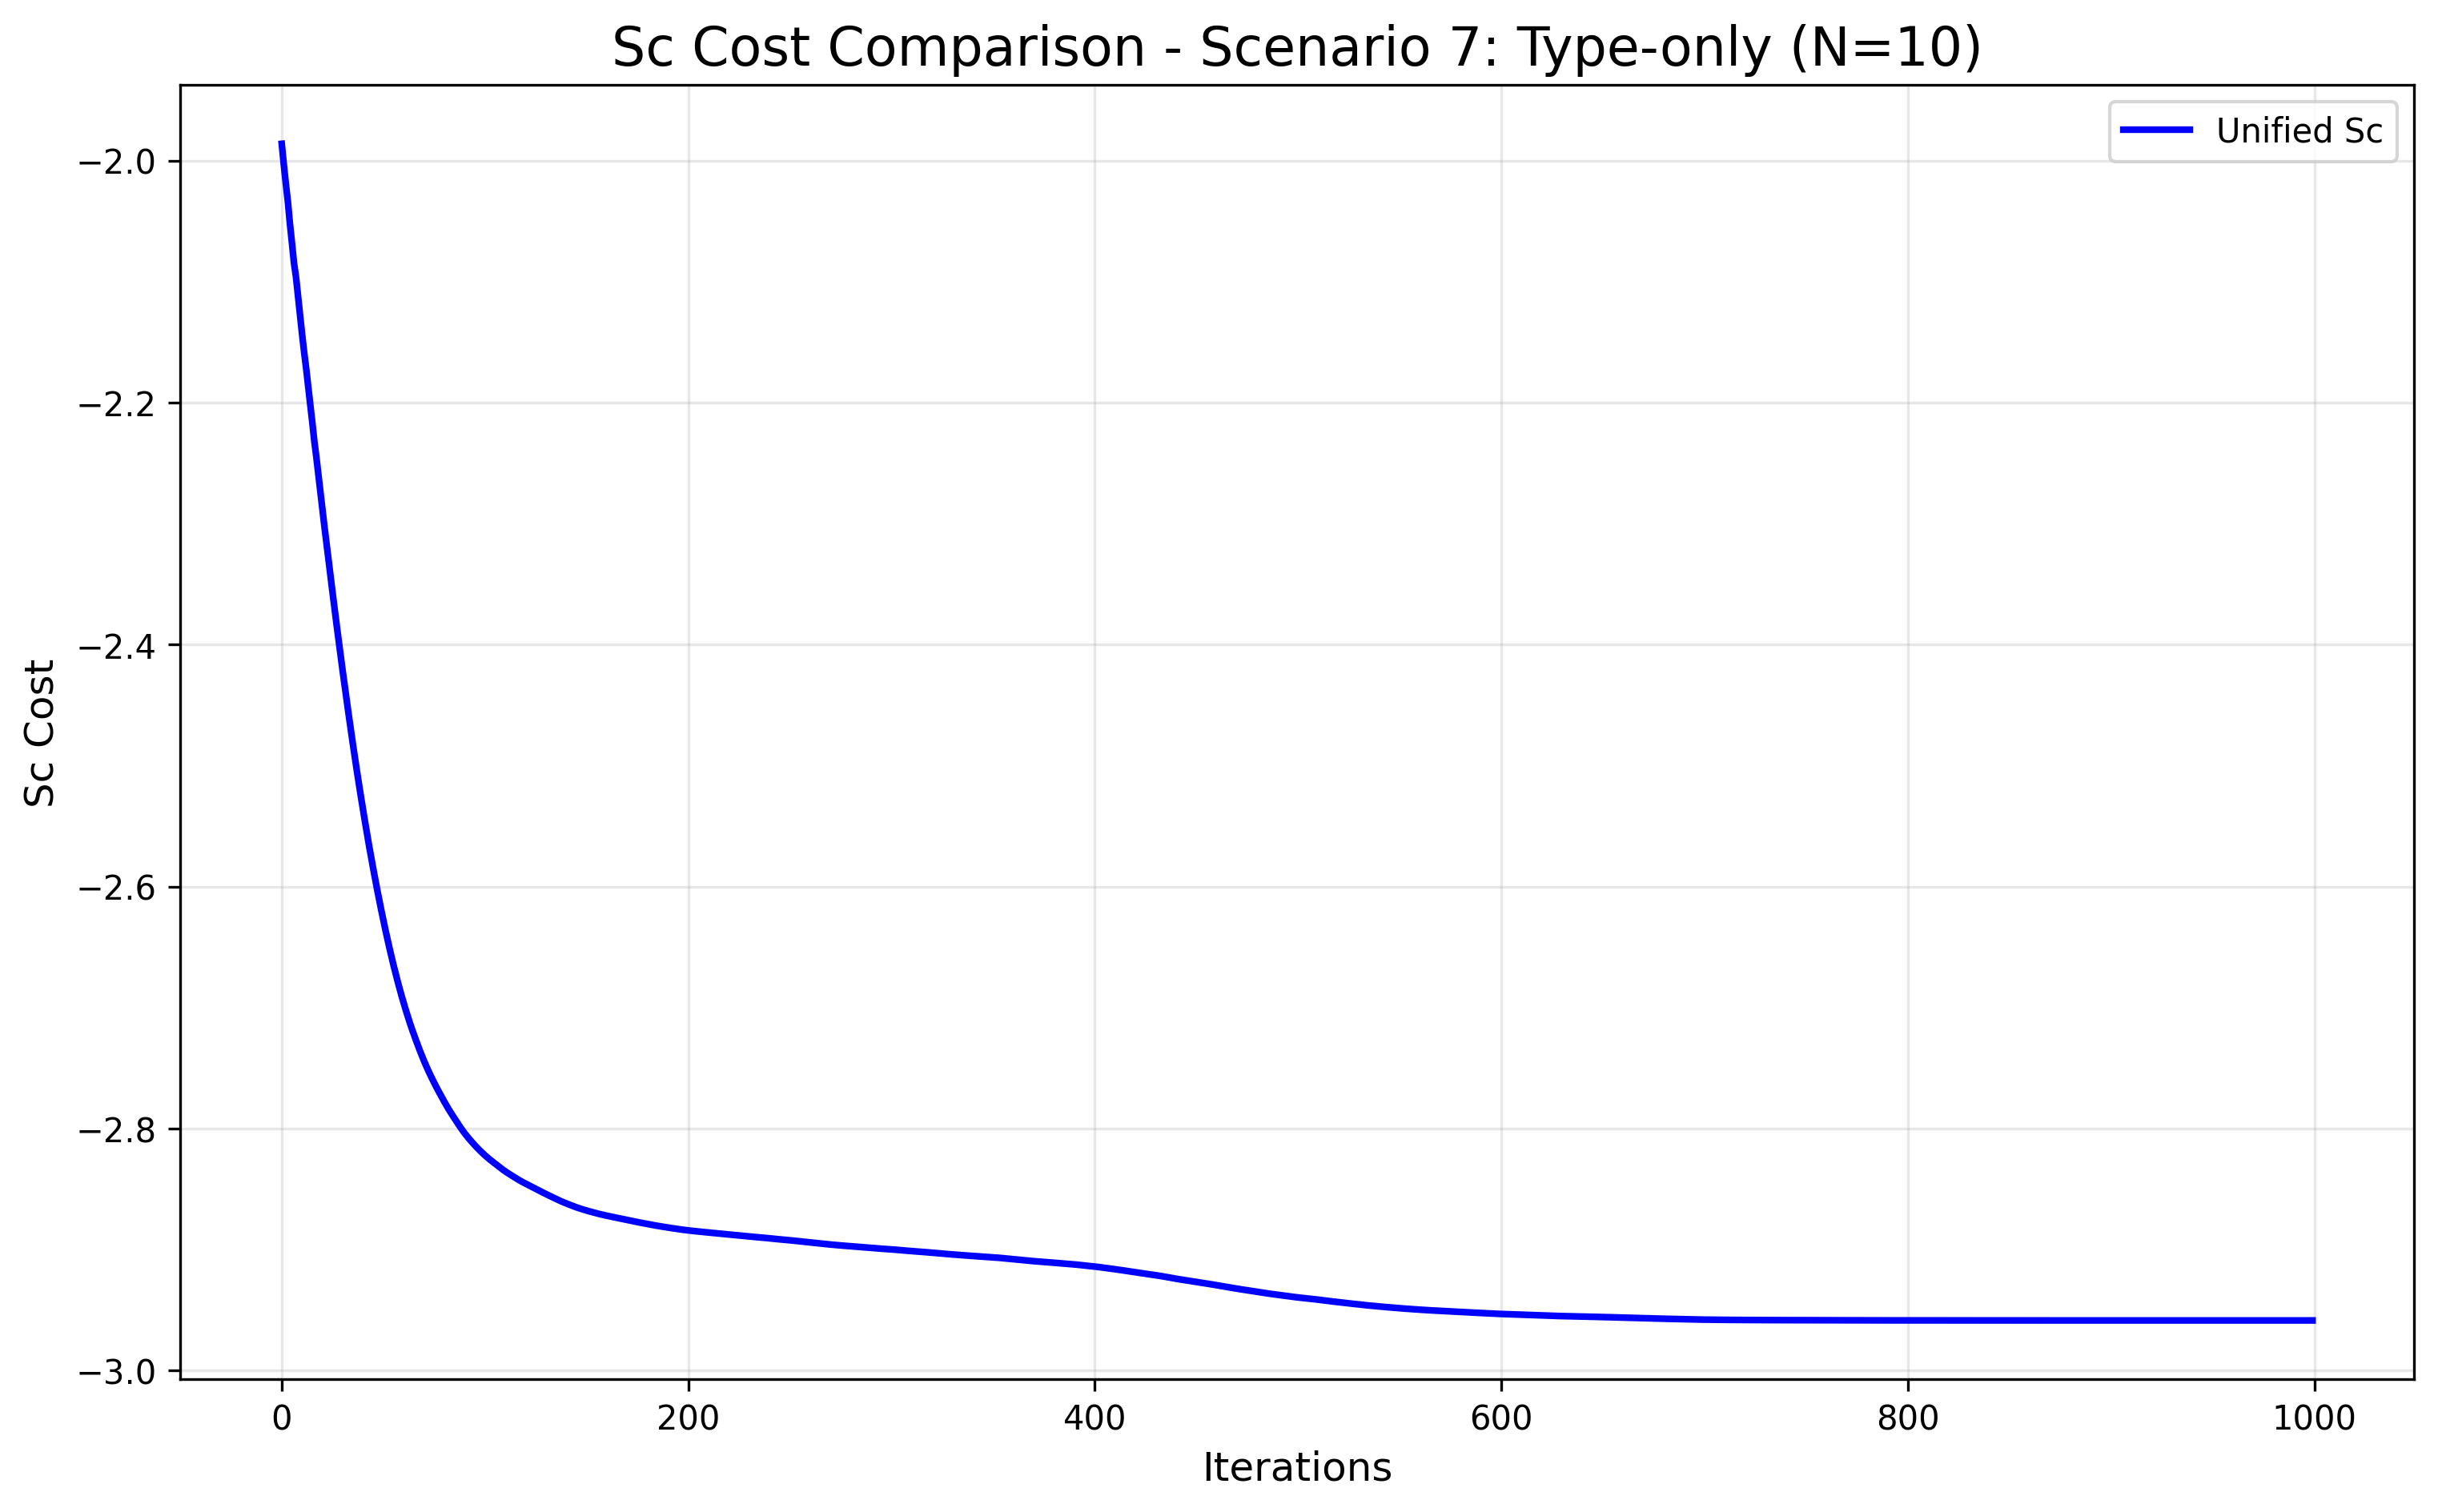 Sc Cost Comparison - Scenario 7: Type-only (N=10)
Unified Sc
−2.0
−2.2
−2.4
−2.6
−2.8
−3.0
Sc Cost
0 200 400 600 800 1000
Iterations